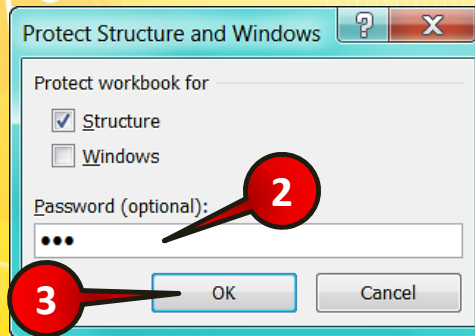 Protect Structure and Windows ? X
Protect workbook for
Structure
Windows
Password (optional):
2
•••
3
OK Cancel